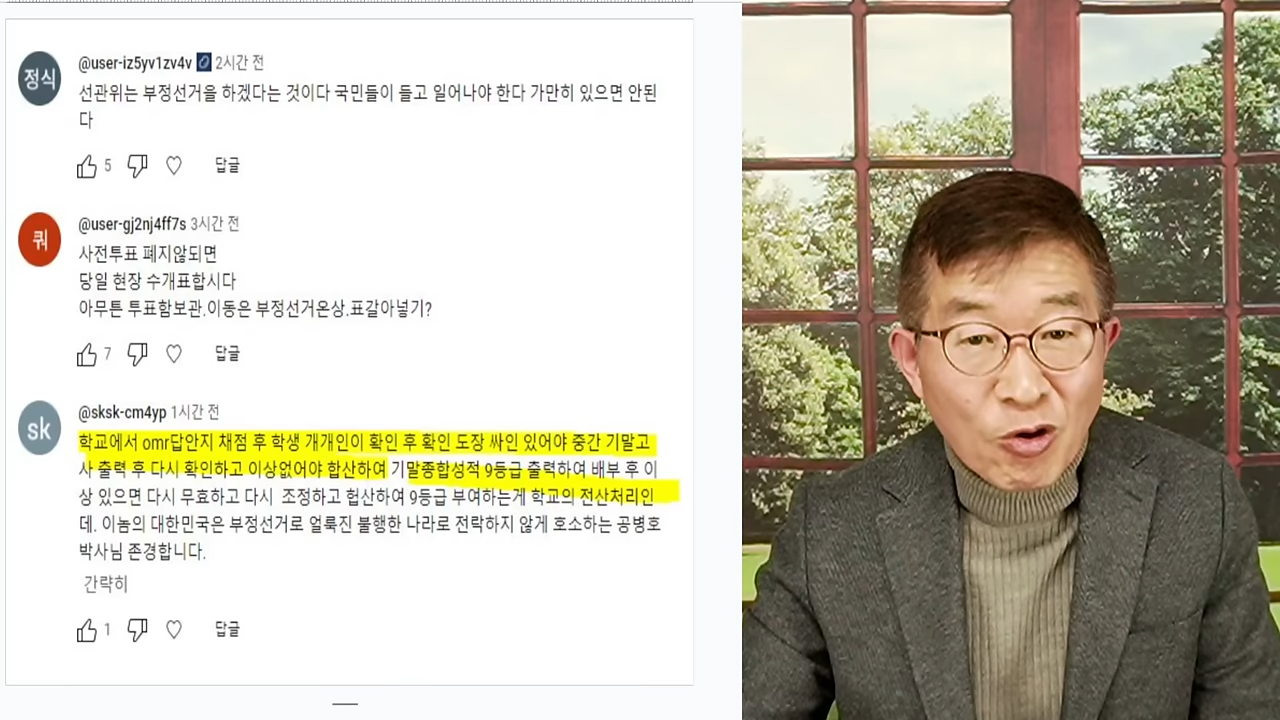 정식
@user-iz5yv1zv4v 2시간 전
선관위는 부정선거을 하겠다는 것이다 국민들이 들고 일어나야 한다 가만히 있으면 안된
다
5 답글
쿼
@user-gj2nj4ff7s 3시간 전
사전투표 폐지않되면
당일 현장 수개표합시다
아무튼 투표함보관.이동은 부정선거온상.표갈아넣기?
7 답글
sk
@sksk-cm4yp 1시간 전
학교에서 omr답안지 채점 후 학생 개개인이 확인 후 확인 도장 싸인 있어야 중간 기말고
사 출력 후 다시 확인하고 이상없어야 합산하여 기말종합성적 9등급 출력하여 배부 후 이
상 있으면 다시 무효하고 다시 조정하고 헙산하여 9등급 부여하는게 학교의 전산처리인
데. 이놈의 대한민국은 부정선거로 얼룩진 불행한 나라로 전락하지 않게 호소하는 공병호
박사님 존경합니다.
간략히
1 답글